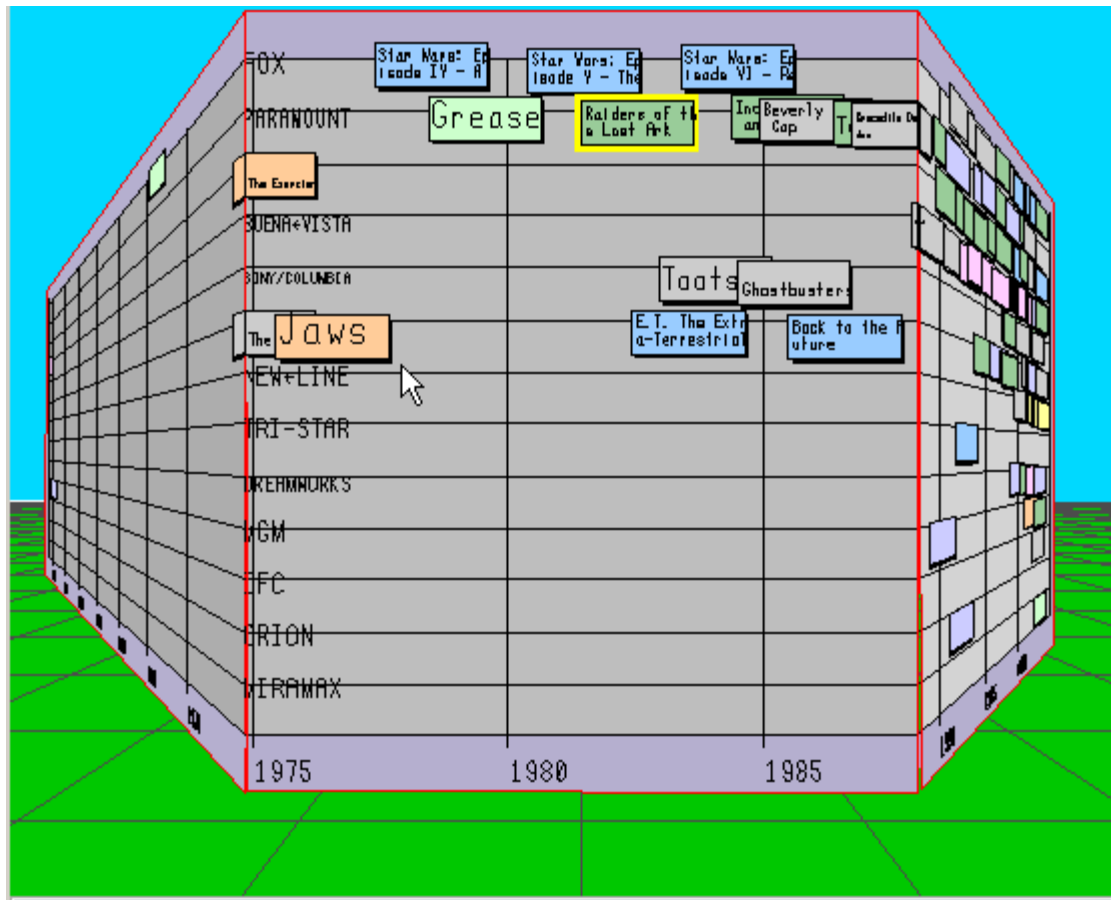 Star Wars: Ep
isode IV - A
Star Wars: Ep
isode V - The
Star Wars: Ep
isode VI - Re
FOX
PARAMOUNT
Grease
Raiders of th
e Lost Ark
Beverly
Cop
The Exorcis
BUENA+VISTA
SONY/COLUMBIA
Toots
Ghostbusters
The
Jaws
E.T. The Extr
a-Terrestrial
Back to the F
uture
NEW+LINE
TRI-STAR
DREAMWORKS
MGM
IFC
ORION
MIRAMAX
1975
1980
1985